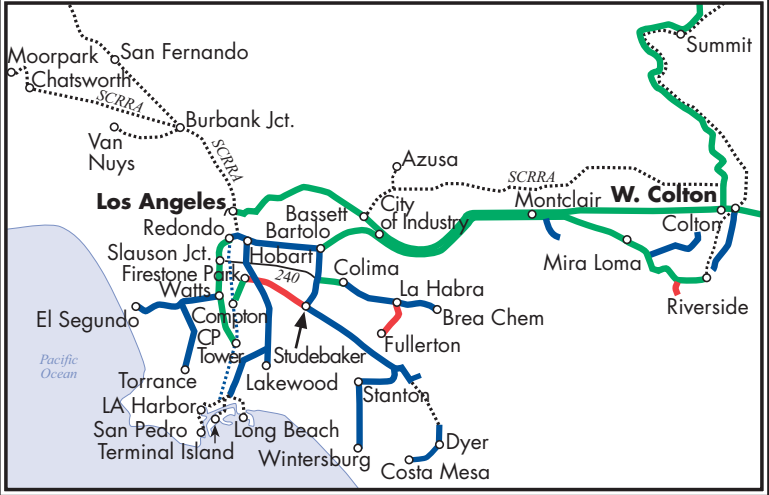 Summit
Moorpark
San Fernando
Chatsworth
SCRRA
Burbank Jct.
Van
Nuys
SCRRA
Azusa
SCRRA
Los Angeles
Bassett
City
of Industry
Montclair
W. Colton
Redondo
Bartolo
Colton
Slauson Jct.
Hobart
Firestone Park
240
Colima
Mira Loma
Watts
La Habra
Riverside
El Segundo
Compton
Brea Chem
CP
Tower
Studebaker
Fullerton
Pacific
Ocean
Torrance
Lakewood
Stanton
LA Harbor
San Pedro
Long Beach
Terminal Island
Wintersburg
Dyer
Costa Mesa